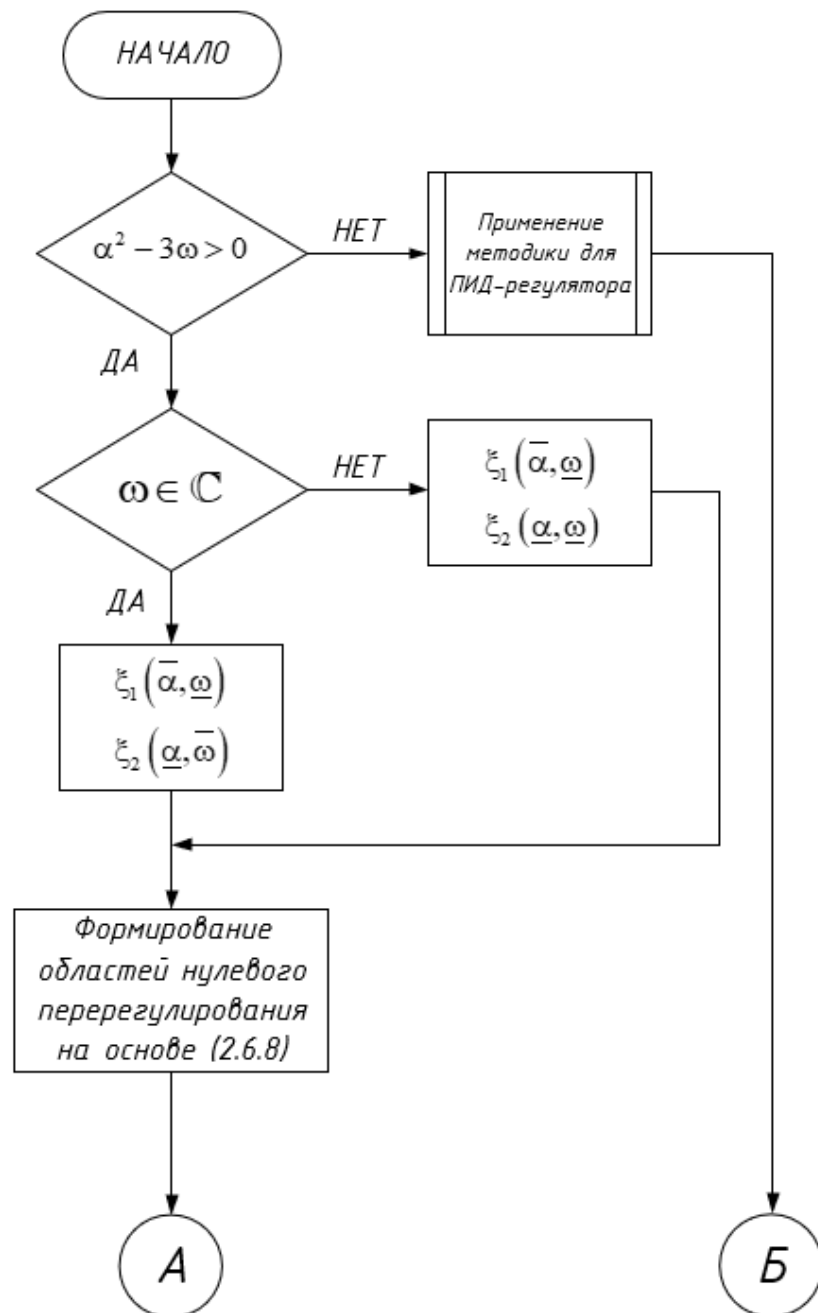 НАЧАЛО
α² − 3ω > 0
НЕТ
Применение
методики для
ПИД-регулятора
ДА
ω ∈ ℂ
НЕТ
ξ₁(α̅, ω̲)
ξ₂(α̲, ω̲)
ДА
ξ₁(α̅, ω̲)
ξ₂(α̲, ω̅)
Формирование
областей нулевого
перерегулирования
на основе (2.6.8)
А
Б